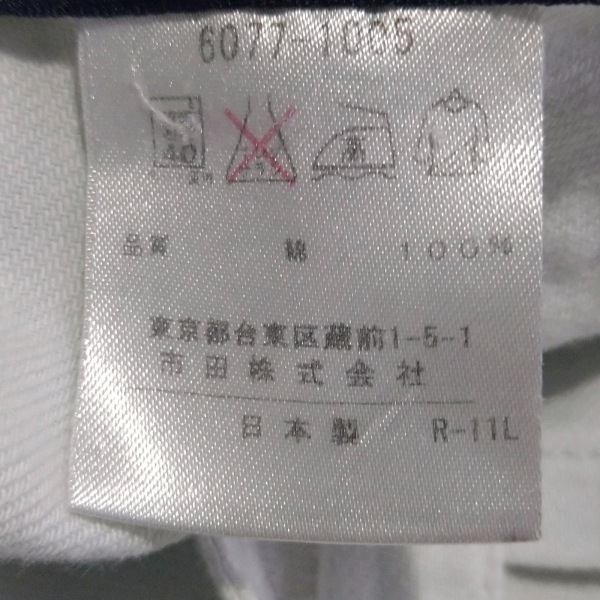 6077-1005
40
中
品質 綿 100%
東京都台東区蔵前1-5-1
市田株式会社
日本製 R-11L